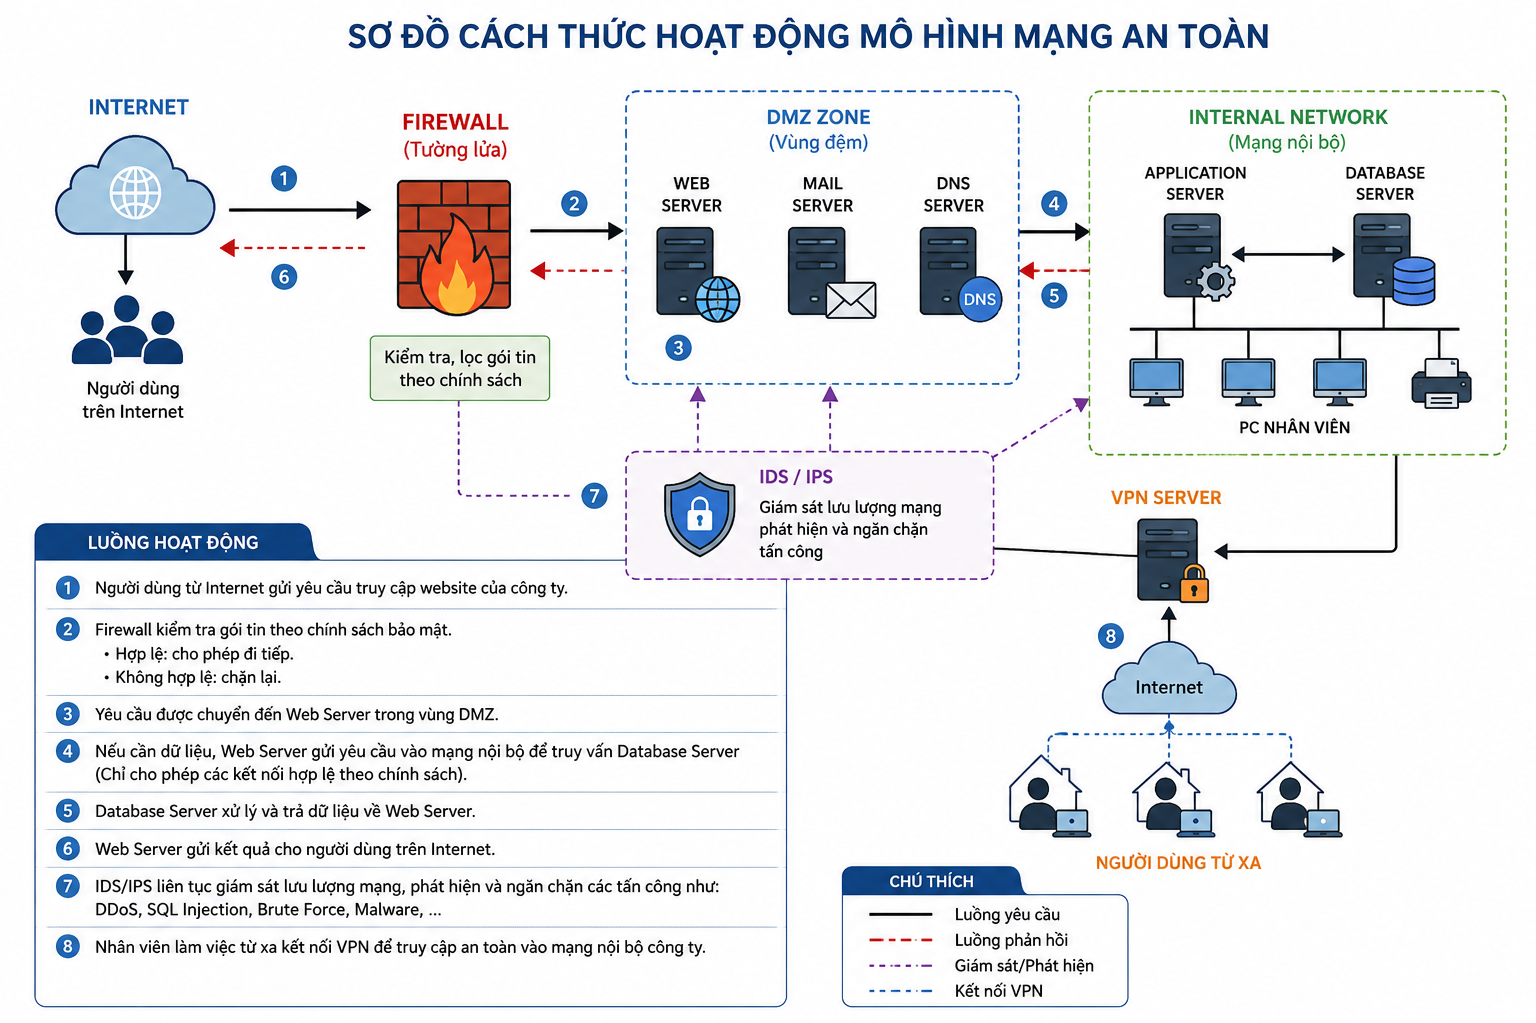 SƠ ĐỒ CÁCH THỨC HOẠT ĐỘNG MÔ HÌNH MẠNG AN TOÀN
INTERNET
Người dùng
trên Internet
1
6
FIREWALL
(Tường lửa)
Kiểm tra, lọc gói tin
theo chính sách
2
DMZ ZONE
(Vùng đệm)
WEB
SERVER
MAIL
SERVER
DNS
SERVER
DNS
3
4
5
INTERNAL NETWORK
(Mạng nội bộ)
APPLICATION
SERVER
DATABASE
SERVER
PC NHÂN VIÊN
7
IDS / IPS
Giám sát lưu lượng mạng
phát hiện và ngăn chặn
tấn công
VPN SERVER
8
Internet
NGƯỜI DÙNG TỪ XA
LUỒNG HOẠT ĐỘNG
1 Người dùng từ Internet gửi yêu cầu truy cập website của công ty.
2 Firewall kiểm tra gói tin theo chính sách bảo mật.
• Hợp lệ: cho phép đi tiếp.
• Không hợp lệ: chặn lại.
3 Yêu cầu được chuyển đến Web Server trong vùng DMZ.
4 Nếu cần dữ liệu, Web Server gửi yêu cầu vào mạng nội bộ để truy vấn Database Server
(Chỉ cho phép các kết nối hợp lệ theo chính sách).
5 Database Server xử lý và trả dữ liệu về Web Server.
6 Web Server gửi kết quả cho người dùng trên Internet.
7 IDS/IPS liên tục giám sát lưu lượng mạng, phát hiện và ngăn chặn các tấn công như:
DDoS, SQL Injection, Brute Force, Malware, ...
8 Nhân viên làm việc từ xa kết nối VPN để truy cập an toàn vào mạng nội bộ công ty.
CHÚ THÍCH
Luồng yêu cầu
Luồng phản hồi
Giám sát/Phát hiện
Kết nối VPN